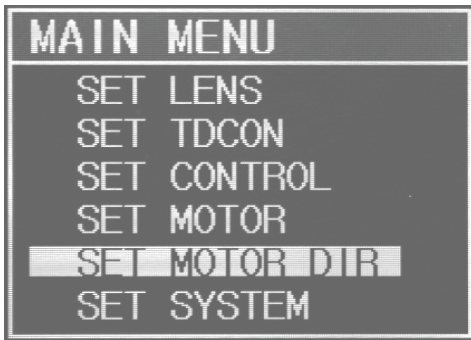 MAIN MENU
SET LENS
SET TDCON
SET CONTROL
SET MOTOR
SET MOTOR DIR
SET SYSTEM